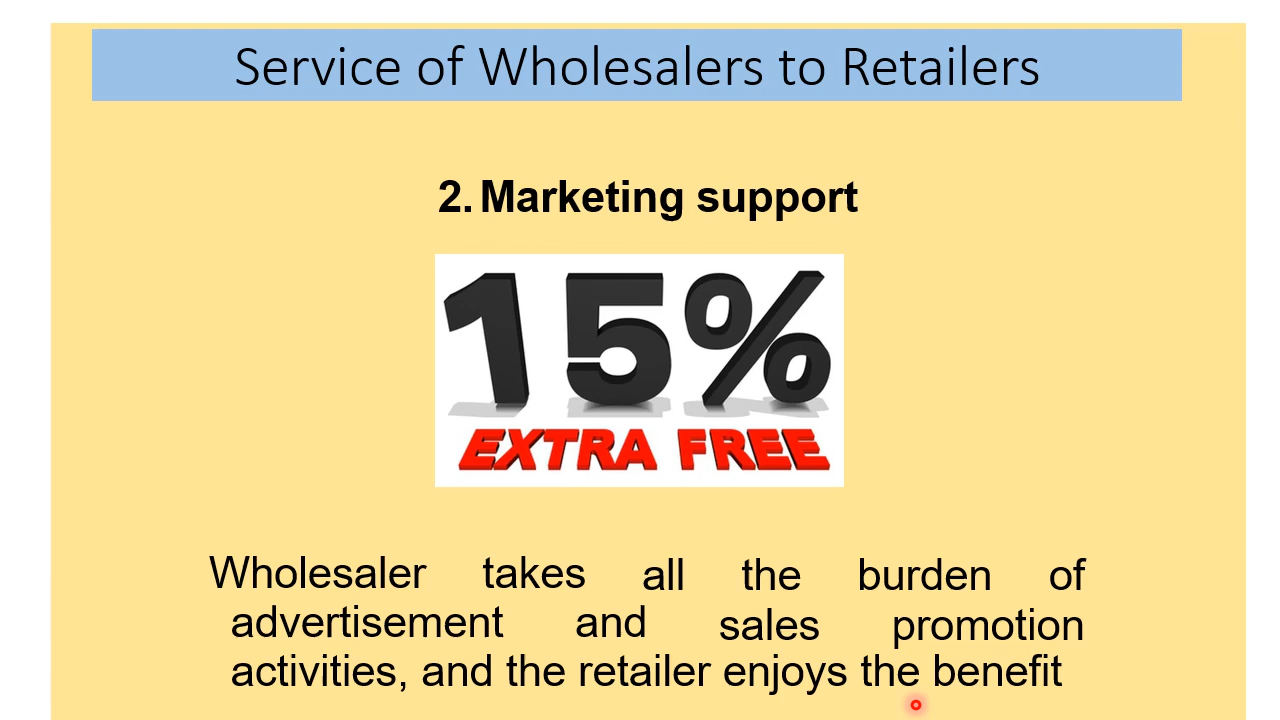 Service of Wholesalers to Retailers
2. Marketing support
15%
EXTRA FREE
Wholesaler takes all the burden of
advertisement and sales promotion
activities, and the retailer enjoys the benefit